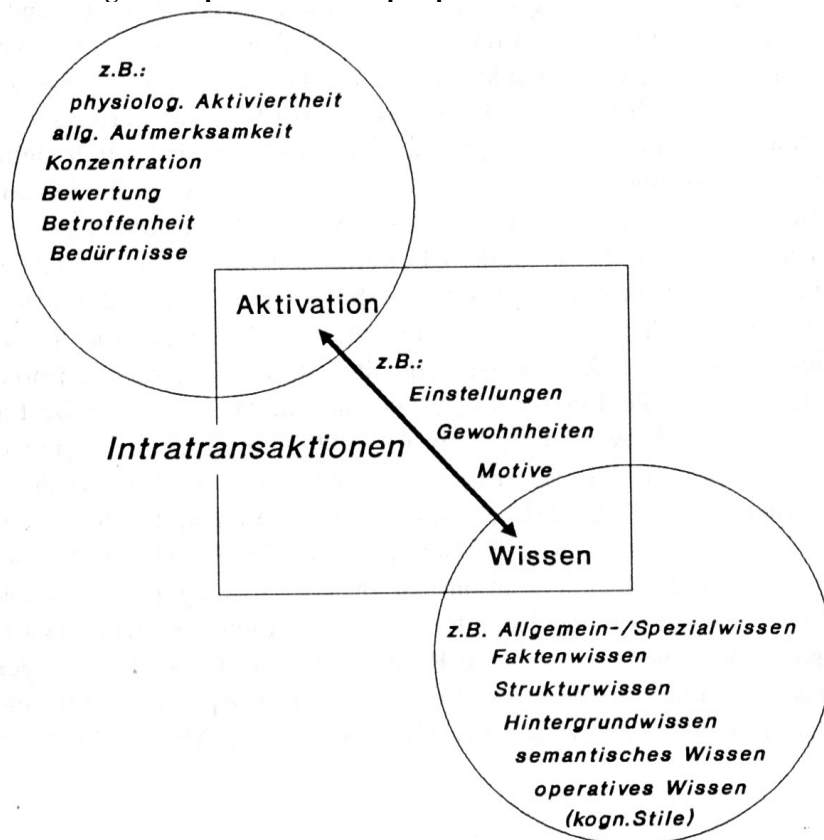 z.B.:
physiolog. Aktiviertheit
allg. Aufmerksamkeit
Konzentration
Bewertung
Betroffenheit
Bedürfnisse
Aktivation
z.B.:
Einstellungen
Gewohnheiten
Motive
Intratransaktionen
Wissen
z.B. Allgemein-/Spezialwissen
Faktenwissen
Strukturwissen
Hintergrundwissen
semantisches Wissen
operatives Wissen
(kogn.Stile)